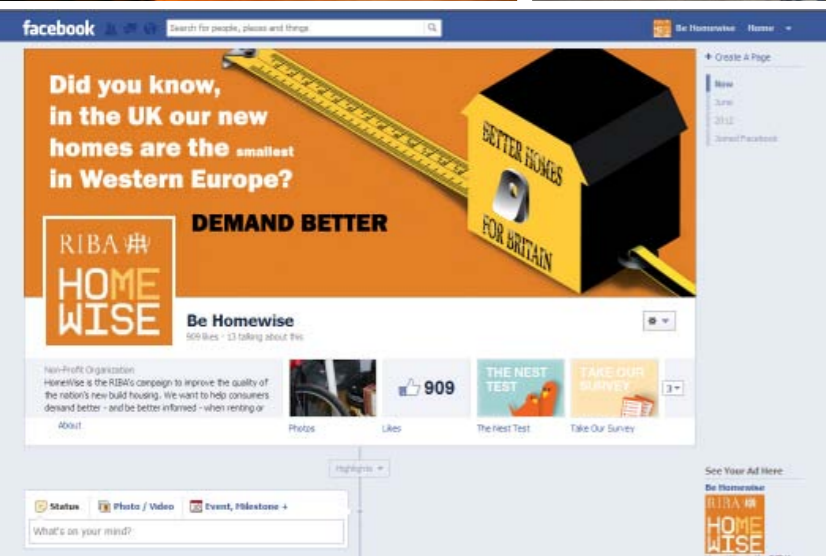 facebook
Search for people, places and things
Be Homewise Home
Did you know,
in the UK our new
homes are the smallest
in Western Europe?
DEMAND BETTER
BETTER HOMES
FOR BRITAIN
RIBA
HOME
WISE
+ Create A Page
Now
June
2012
Joined Facebook
Be Homewise
909 likes · 13 talking about this
Non-Profit Organization
HomeWise is the RIBA's campaign to improve the quality of
the nation's new build housing. We want to help consumers
demand better - and be better informed - when renting or
About
Photos
909
Likes
THE NEST
TEST
The Nest Test
TAKE OUR
SURVEY
Take Our Survey
3
Highlights
Status Photo / Video Event, Milestone +
What's on your mind?
See Your Ad Here
Be Homewise
RIBA
HOME
WISE